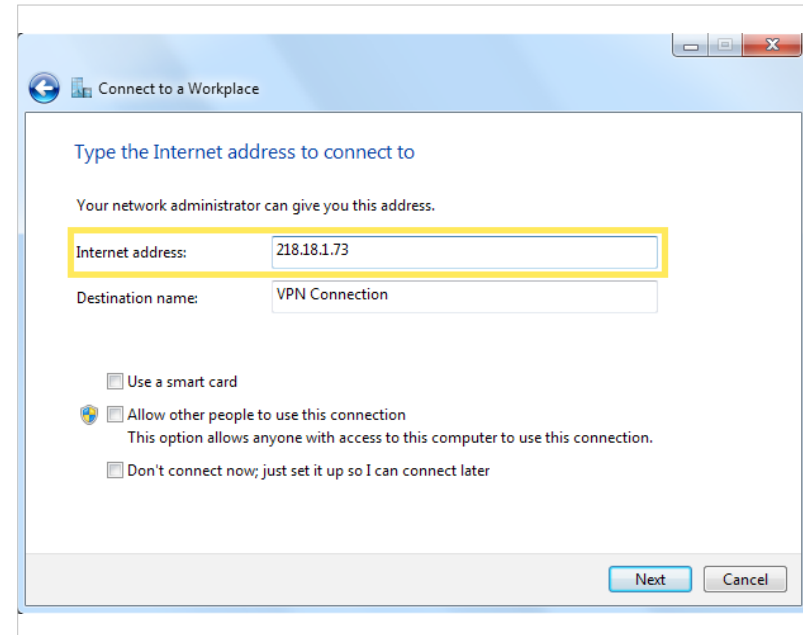 Connect to a Workplace
Type the Internet address to connect to
Your network administrator can give you this address.
Internet address: 218.18.1.73
Destination name: VPN Connection
Use a smart card
Allow other people to use this connection
This option allows anyone with access to this computer to use this connection.
Don't connect now; just set it up so I can connect later
Next Cancel